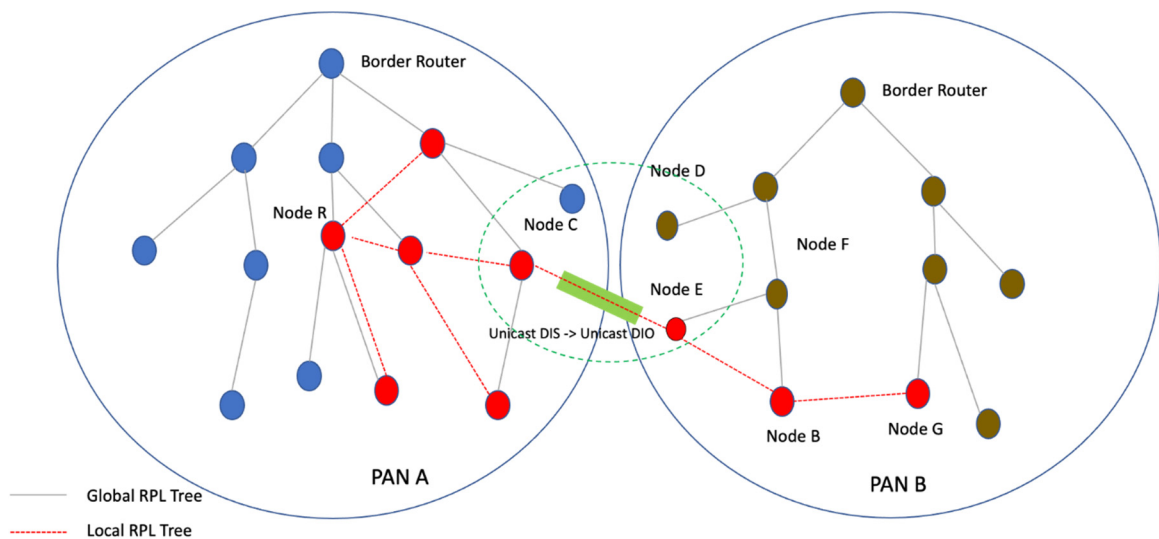 Border Router
Border Router
Node D
Node R
Node C
Node F
Node E
Unicast DIS -> Unicast DIO
Node B
Node G
PAN A
PAN B
Global RPL Tree
Local RPL Tree